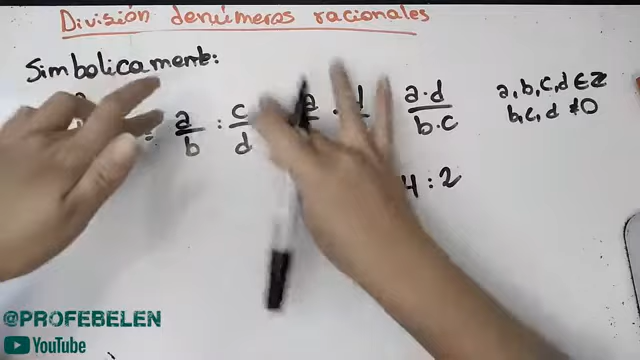 División de números racionales
Simbolicamente:
a/b : c/d a · d a·d/b·c a,b,c,d ∈ ℤ
b,c,d ≠0
4 : 2
@PROFEBELEN
YouTube